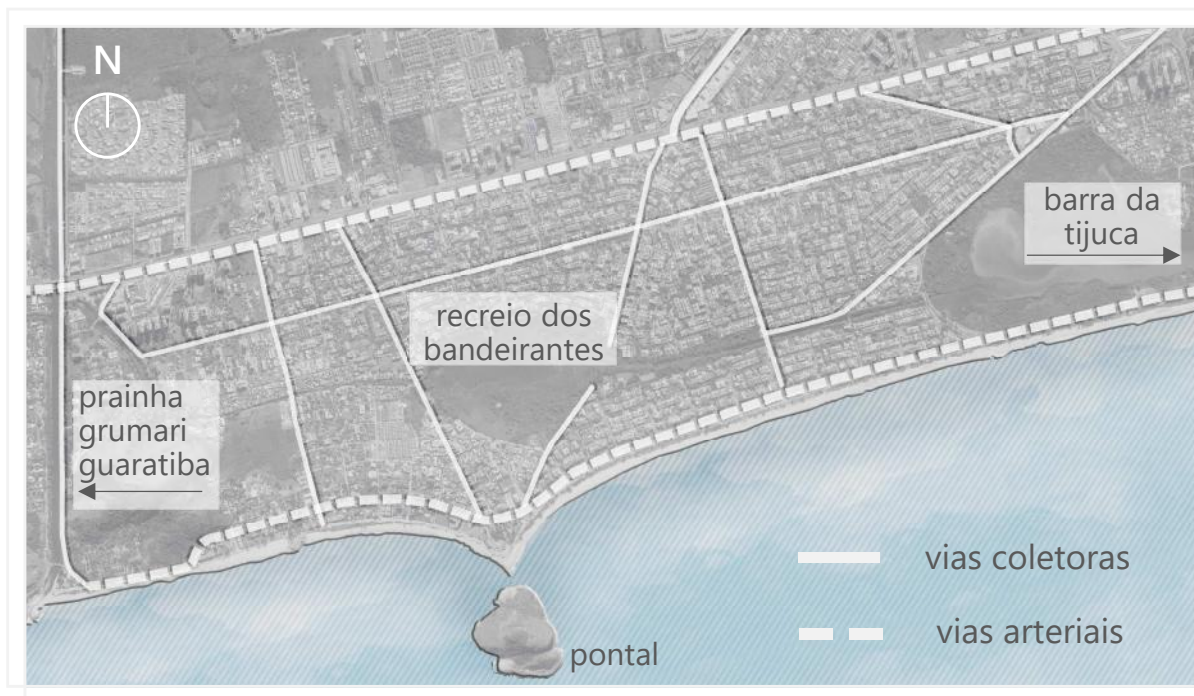 N
barra da
tijuca
recreio dos
bandeirantes
prainha
grumari
guaratiba
vias coletoras
vias arteriais
pontal